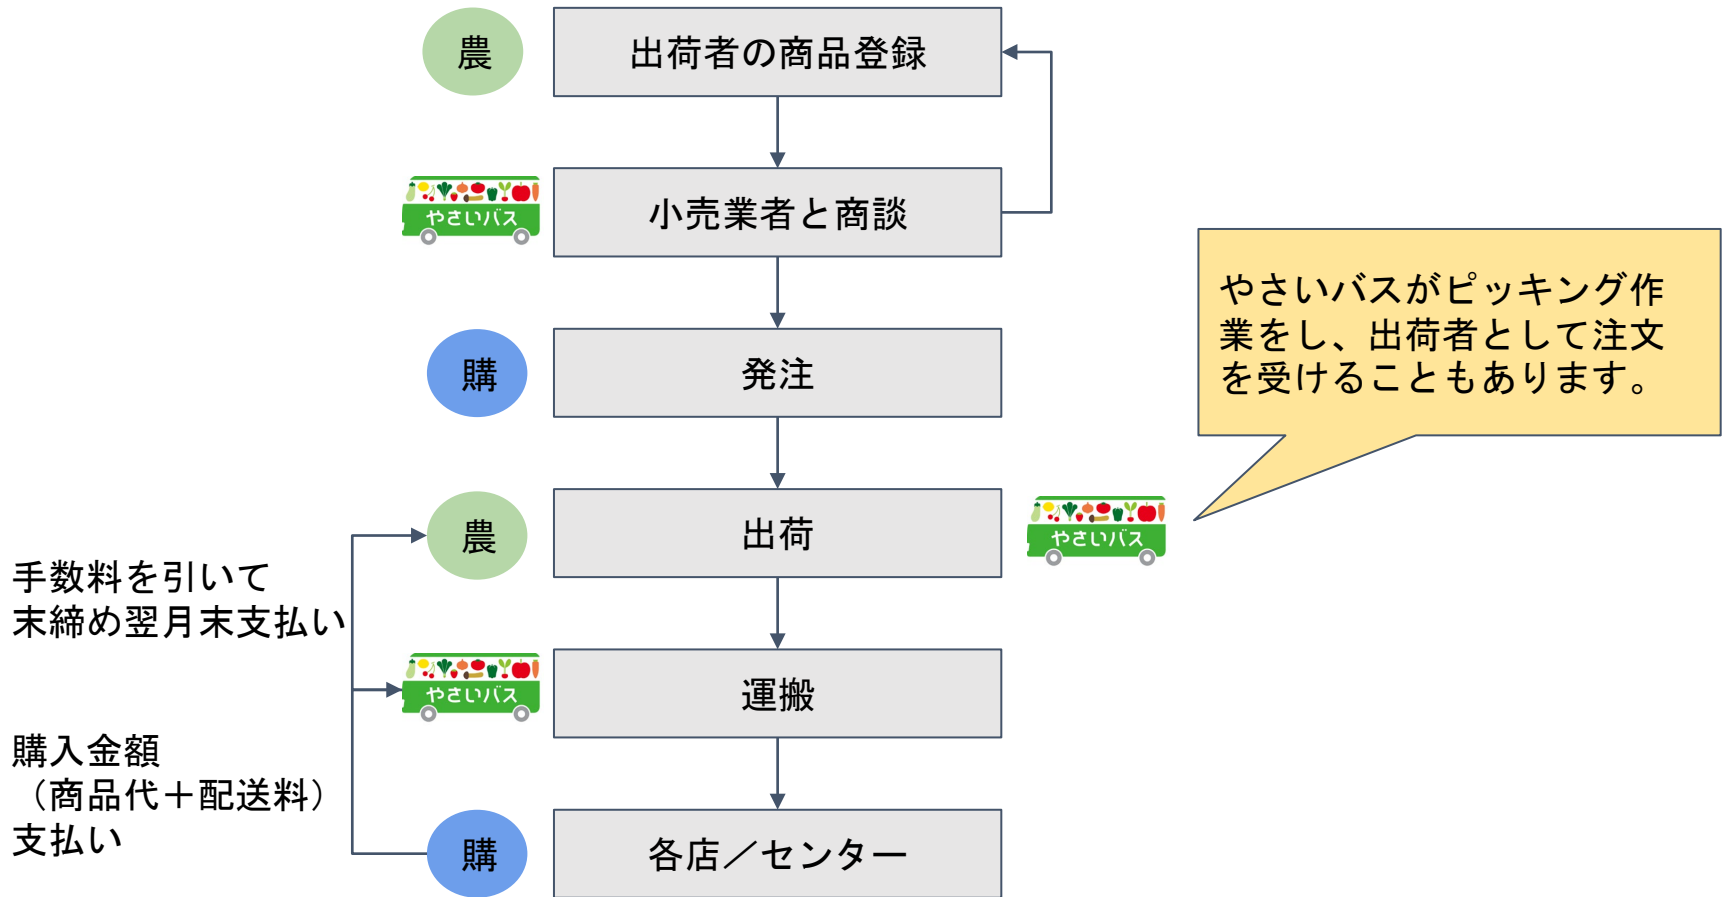 農
出荷者の商品登録
やさいバス
小売業者と商談
購
発注
やさいバスがピッキング作
業をし、出荷者として注文
を受けることもあります。
農
出荷
やさいバス
手数料を引いて
末締め翌月末支払い
やさいバス
運搬
購入金額
（商品代＋配送料）
支払い
購
各店／センター